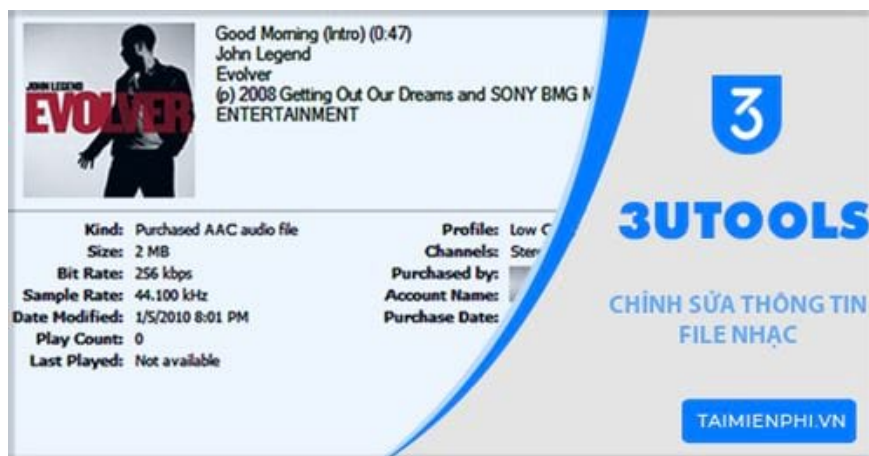 Good Morning (Intro) (0:47)
John Legend
Evolver
(p) 2008 Getting Out Our Dreams and SONY BMG M
ENTERTAINMENT
JOHN LEGEND
EVOLVER
Kind: Purchased AAC audio file
Size: 2 MB
Bit Rate: 256 kbps
Sample Rate: 44.100 kHz
Date Modified: 1/5/2010 8:01 PM
Play Count: 0
Last Played: Not available
Profile: Low C
Channels: Ster
Purchased by:
Account Name:
Purchase Date:
3
3UTOOLS
CHỈNH SỬA THÔNG TIN
FILE NHẠC
TAIMIENPHI.VN